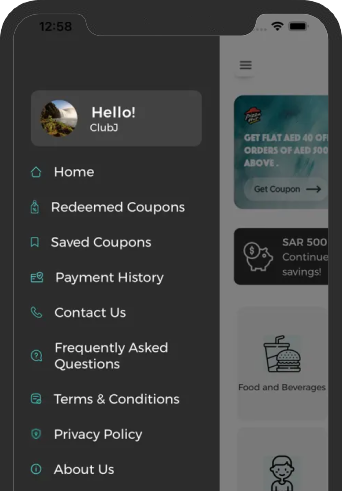 12:58
Hello!
ClubJ
Home
Redeemed Coupons
Saved Coupons
Payment History
Contact Us
Frequently Asked
Questions
Terms & Conditions
Privacy Policy
About Us
GET FLAT AED 40 OF
ORDERS OF AED 500
ABOVE .
Get Coupon
SAR 500
Continue
savings!
Food and Beverages